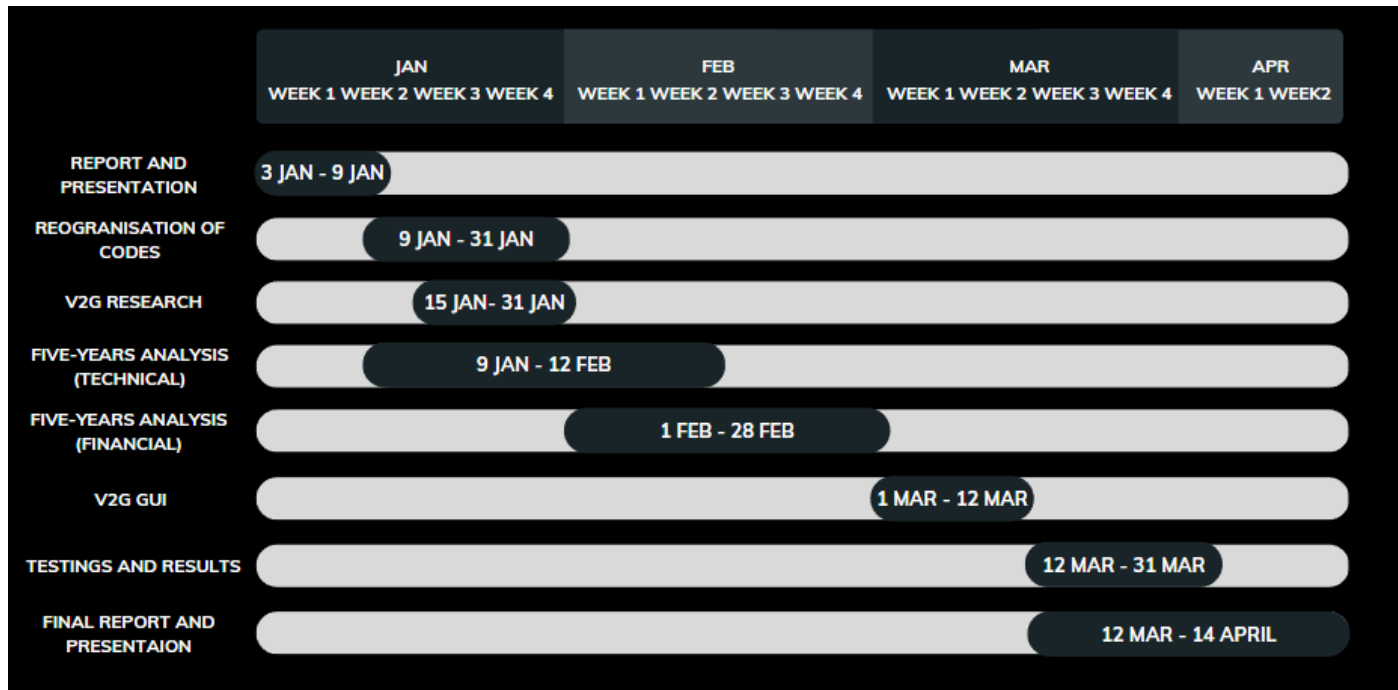 JAN
WEEK 1 WEEK 2 WEEK 3 WEEK 4
FEB
WEEK 1 WEEK 2 WEEK 3 WEEK 4
MAR
WEEK 1 WEEK 2 WEEK 3 WEEK 4
APR
WEEK 1 WEEK2
REPORT AND
PRESENTATION
3 JAN - 9 JAN
REOGRANISATION OF
CODES
9 JAN - 31 JAN
V2G RESEARCH
15 JAN- 31 JAN
FIVE-YEARS ANALYSIS
(TECHNICAL)
9 JAN - 12 FEB
FIVE-YEARS ANALYSIS
(FINANCIAL)
1 FEB - 28 FEB
V2G GUI
1 MAR - 12 MAR
TESTINGS AND RESULTS
12 MAR - 31 MAR
FINAL REPORT AND
PRESENTAION
12 MAR - 14 APRIL